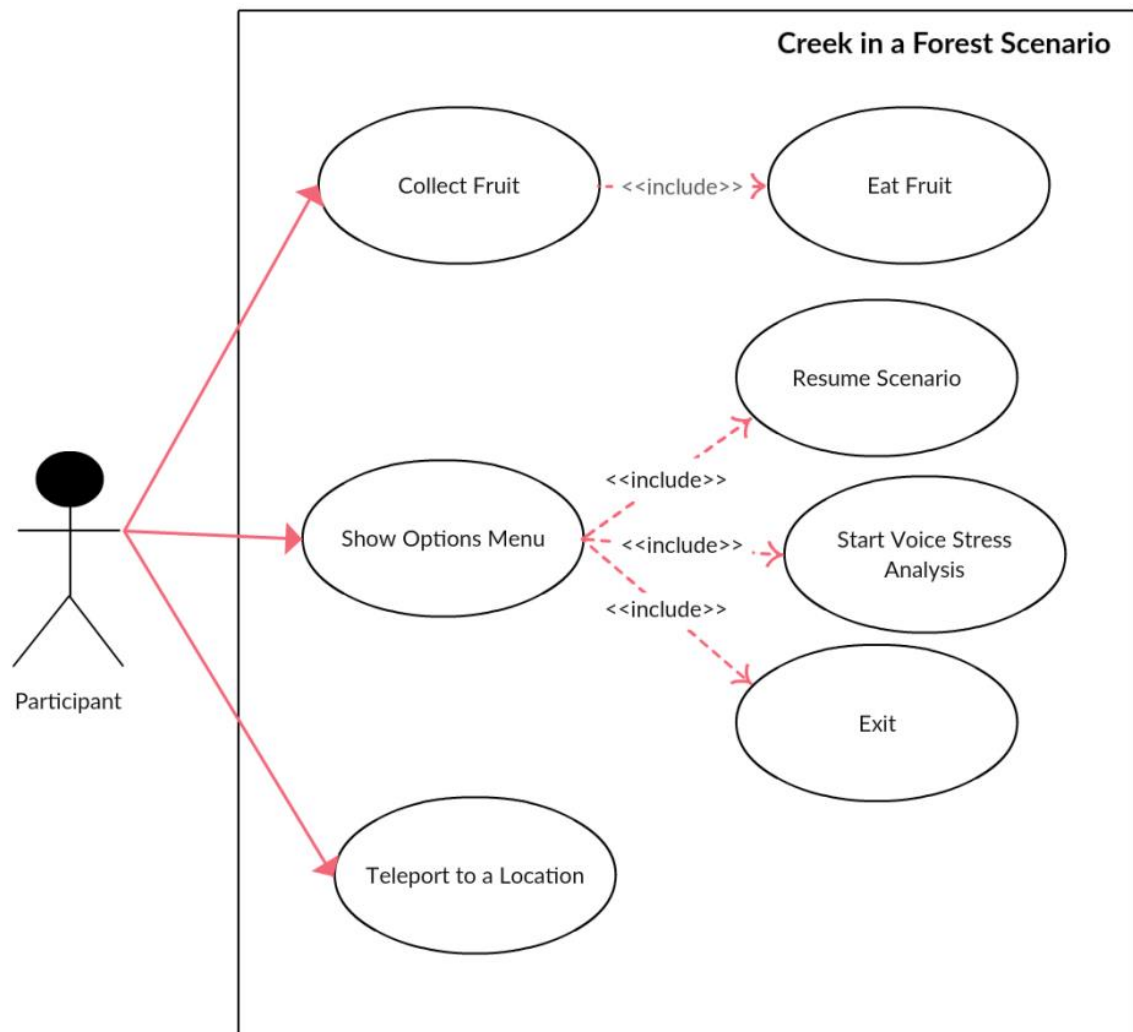 Creek in a Forest Scenario
Collect Fruit
<<include>>
Eat Fruit
Resume Scenario
<<include>>
Show Options Menu
<<include>>
Start Voice Stress
Analysis
<<include>>
Participant
Exit
Teleport to a Location